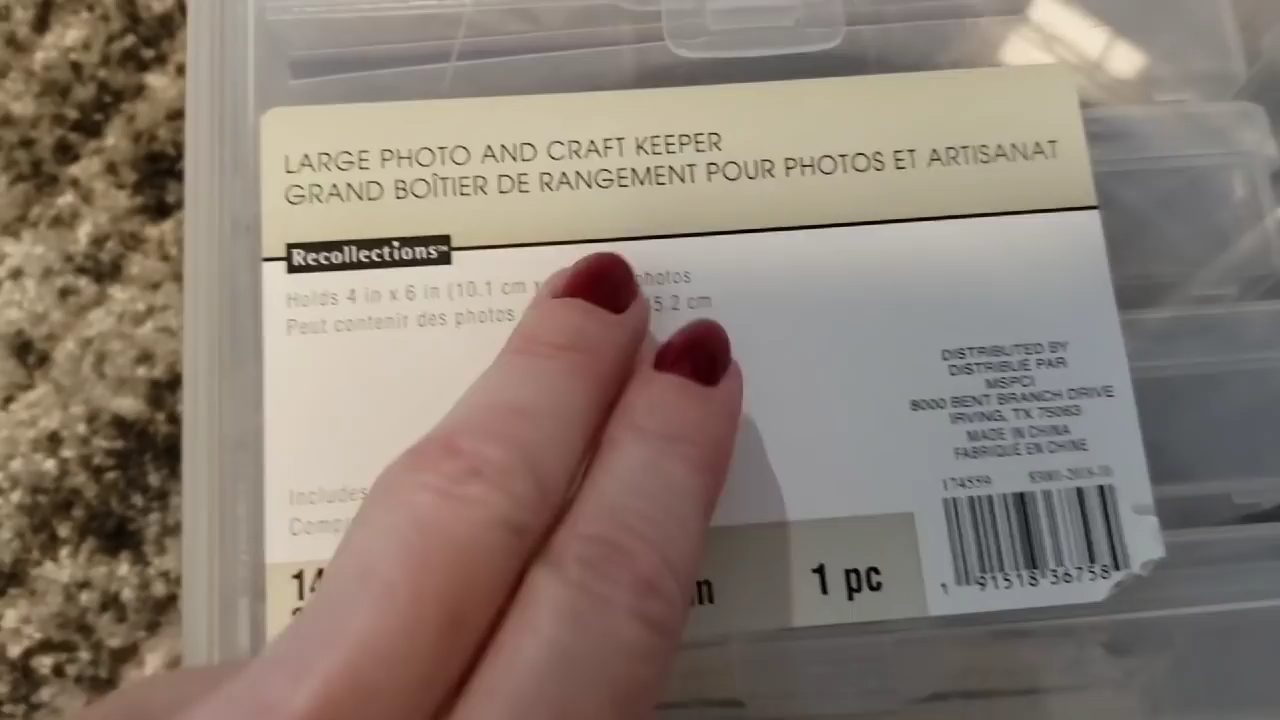 LARGE PHOTO AND CRAFT KEEPER
GRAND BOÎTIER DE RANGEMENT POUR PHOTOS ET ARTISANAT
Recollections™
Holds 4 in x 6 in (10.1 cm photos
Peut contenir des photos 5.2 cm
Includes
Comp
14
n
1 pc
DISTRIBUTED BY
DISTRIBUÉ PAR
MSPCI
8000 BENT BRANCH DRIVE
IRVING, TX 75063
MADE IN CHINA
FABRIQUÉ EN CHINE
174559
1 91518 36758